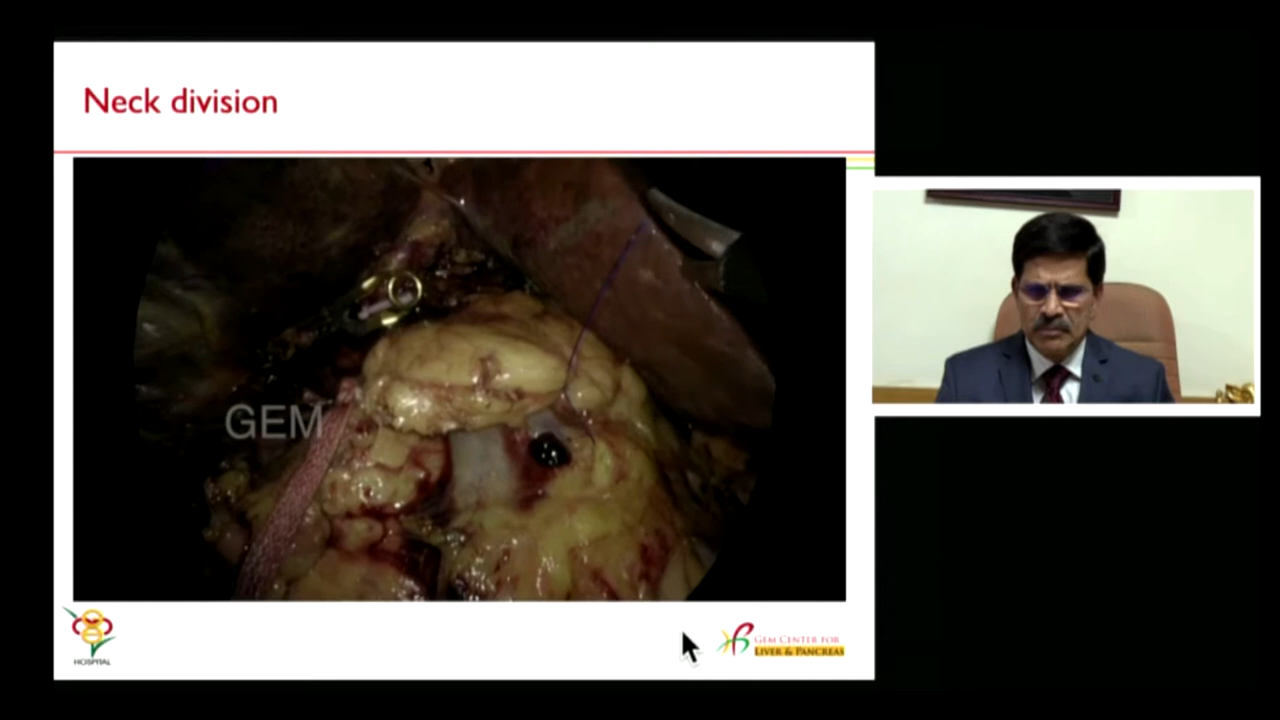 Neck division
GEM
HOSPITAL
GEM CENTER FOR
LIVER & PANCREAS